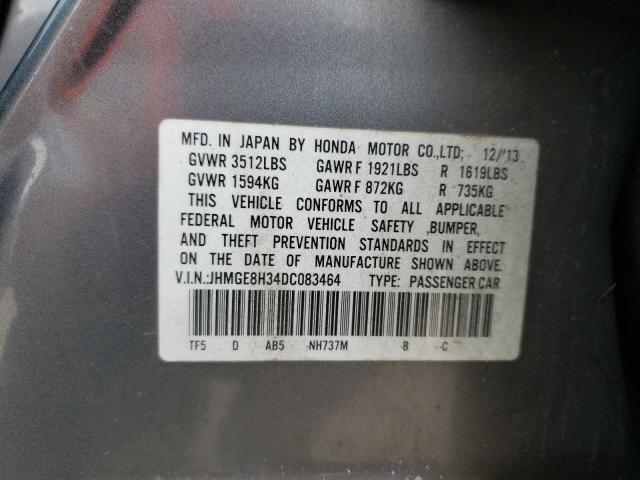 MFD. IN JAPAN BY HONDA MOTOR CO.,LTD; 12/'13
GVWR 3512LBS GAWR F 1921LBS R 1619LBS
GVWR 1594KG GAWR F 872KG R 735KG
THIS VEHICLE CONFORMS TO ALL APPLICABLE
FEDERAL MOTOR VEHICLE SAFETY ,BUMPER,
AND THEFT PREVENTION STANDARDS IN EFFECT
ON THE DATE OF MANUFACTURE SHOWN ABOVE.
V.I.N.:JHMGE8H34DC083464 TYPE: PASSENGER CAR
TF5 D AB5 -NH737M -B -C